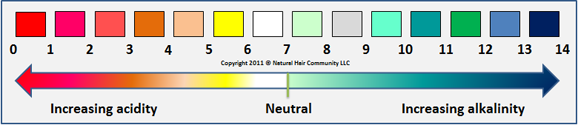 0 1 2 3 4 5 6 7 8 9 10 11 12 13 14
Copyright 2011 @ Naturel Hair Community LLC
Increasing acidity Neutral Increasing alkalinity